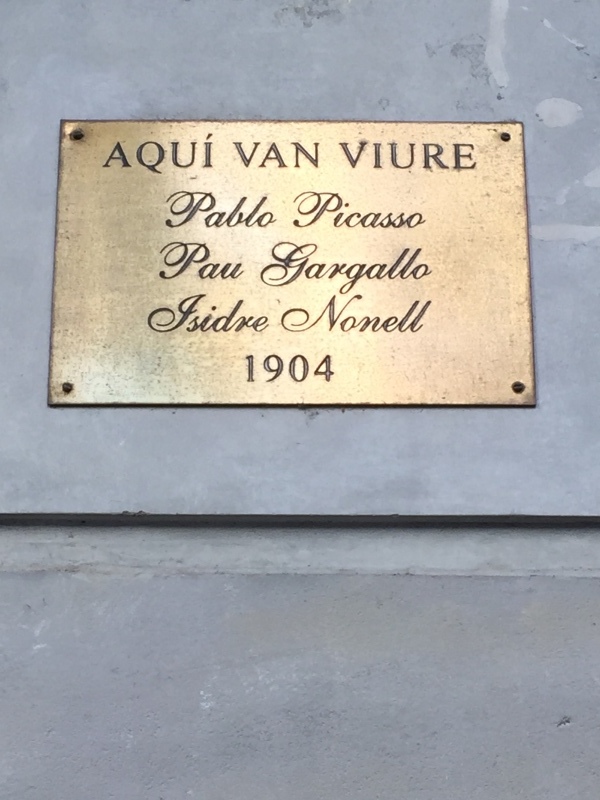 AQUÍ VAN VIURE
Pablo Picasso
Pau Gargallo
Isidre Nonell
1904